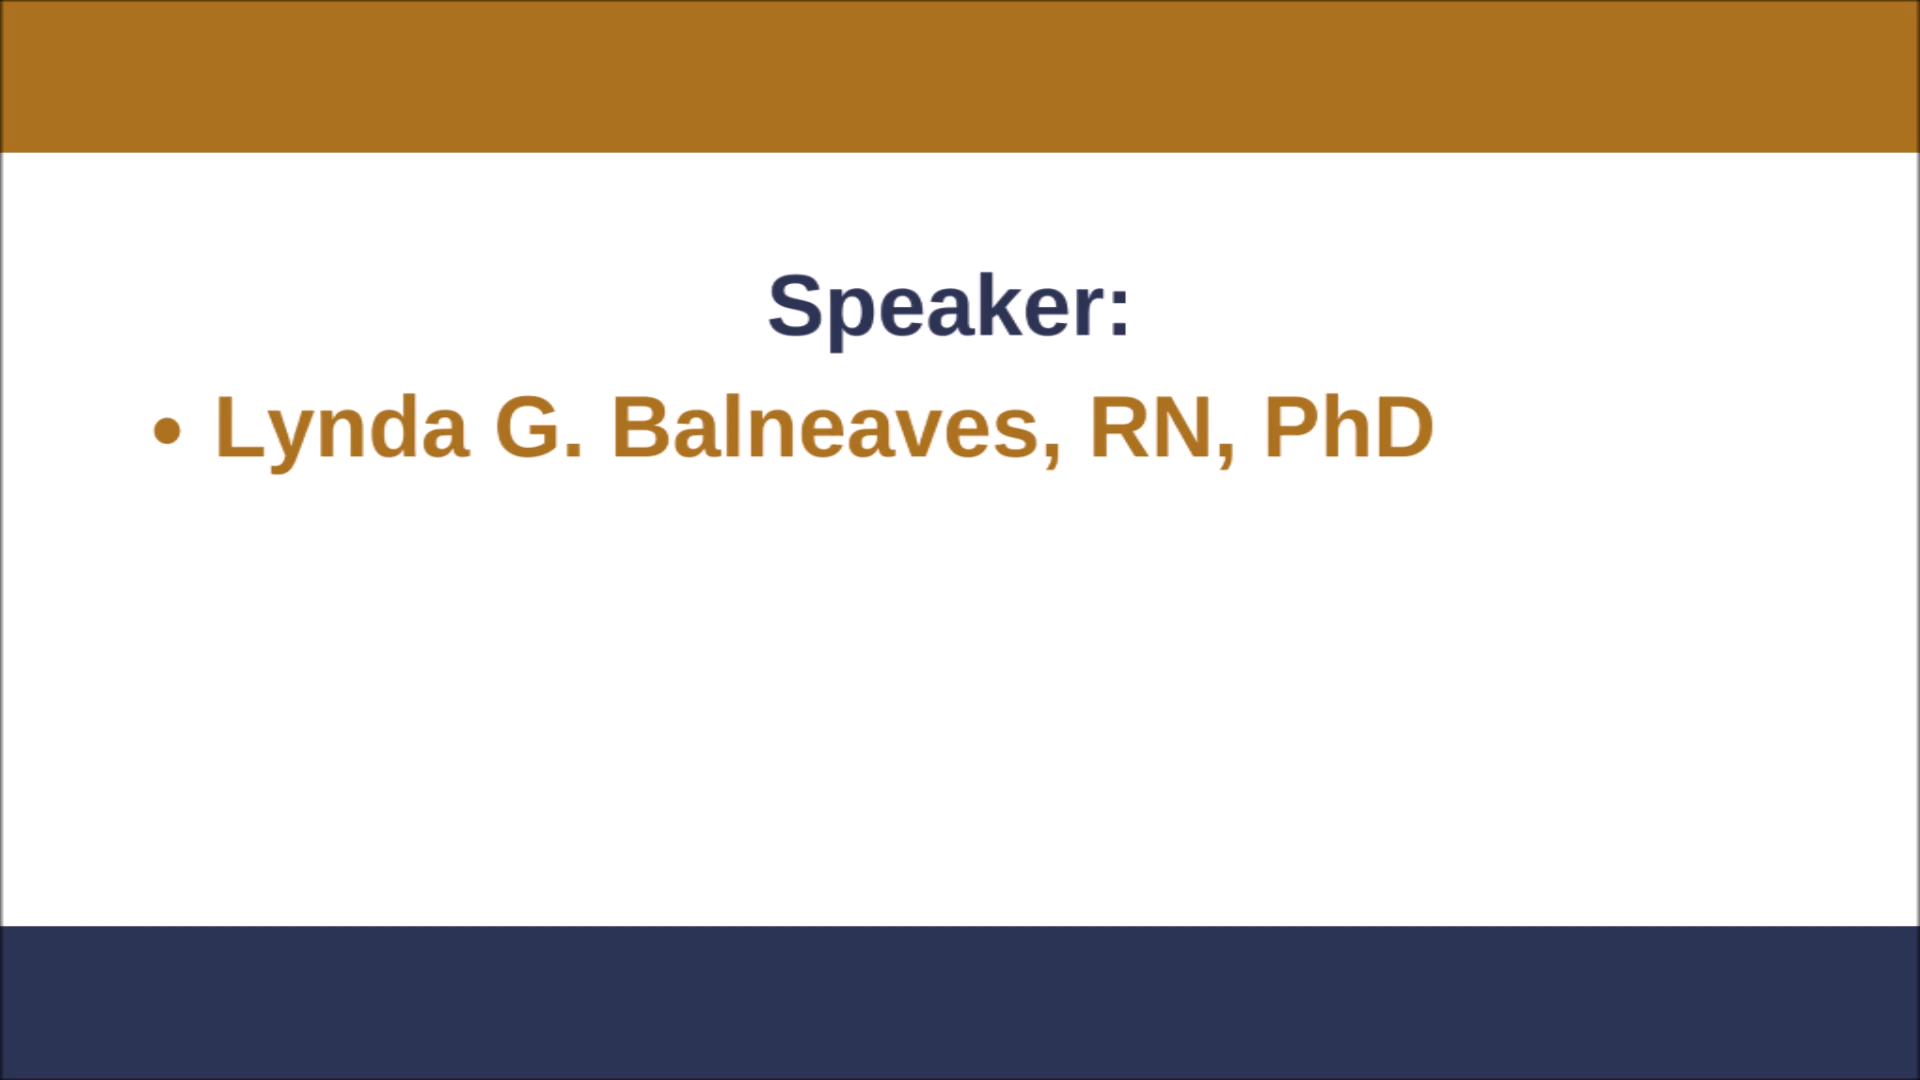 Speaker:
• Lynda G. Balneaves, RN, PhD